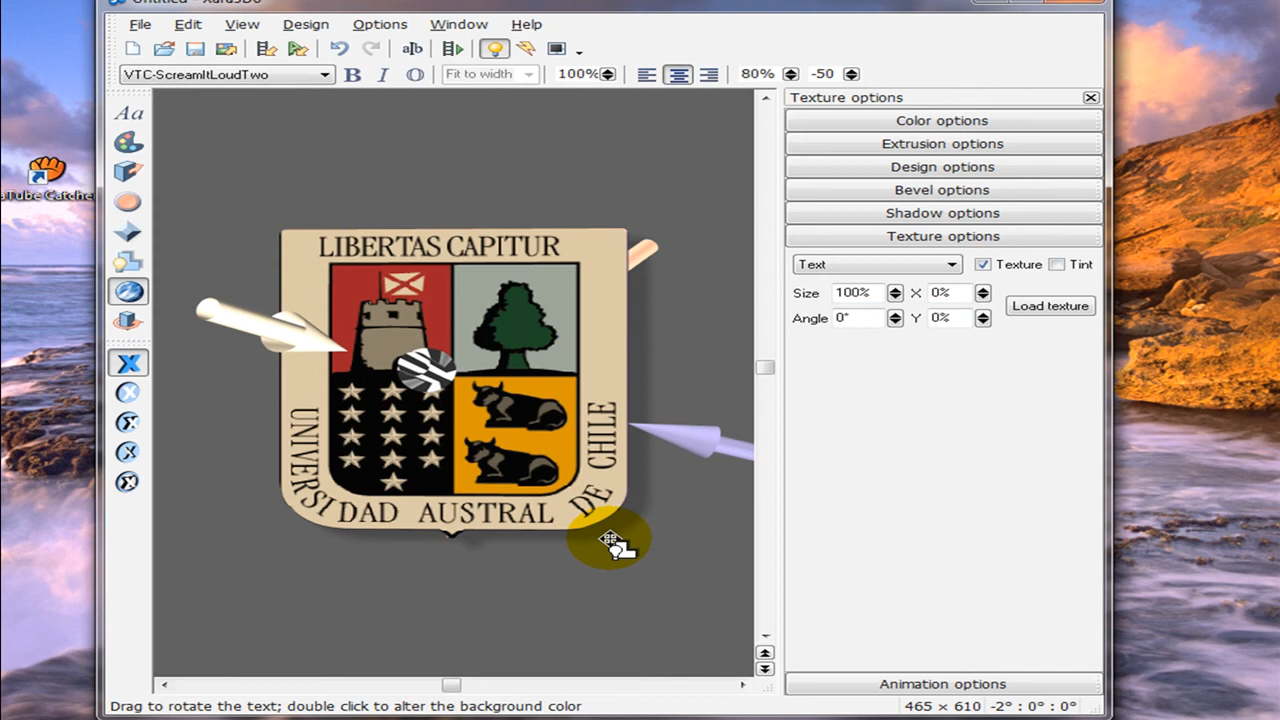 File Edit View Design Options Window Help
VTC-ScreamItLoudTwo B I O Fit to width 100% 80% -50
aTube Catcher
Aa
Texture options
Color options
Extrusion options
Design options
Bevel options
Shadow options
Texture options
Text Texture Tint
Size 100% X 0% Load texture
Angle 0° Y 0%
LIBERTAS CAPITUR
UNIVERSIDAD AUSTRAL DE CHILE
Animation options
Drag to rotate the text; double click to alter the background color 465 × 610 -2° : 0° : 0°